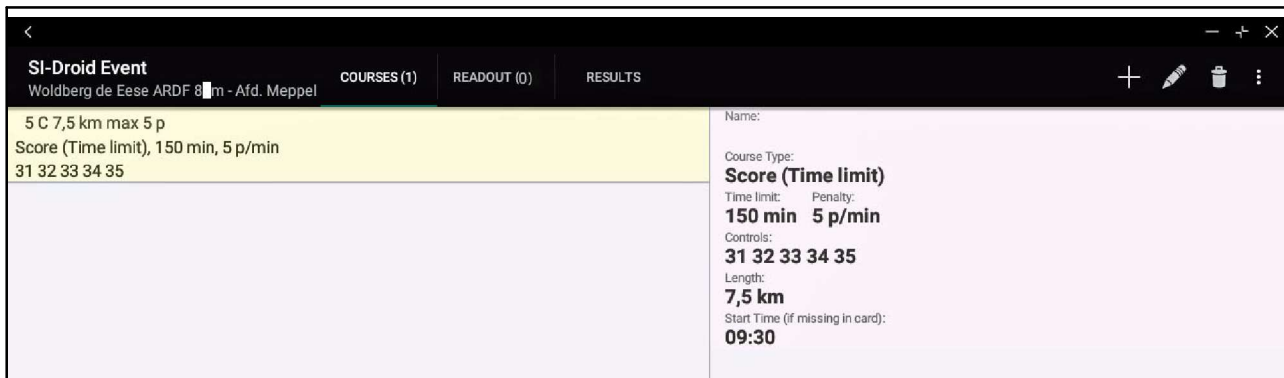 SI-Droid Event
Woldberg de Eese ARDF 8 m - Afd. Meppel
COURSES (1)
READOUT (0)
RESULTS
5 C 7,5 km max 5 p
Score (Time limit), 150 min, 5 p/min
31 32 33 34 35
Name:
Course Type:
Score (Time limit)
Time limit: Penalty:
150 min 5 p/min
Controls:
31 32 33 34 35
Length:
7,5 km
Start Time (if missing in card):
09:30